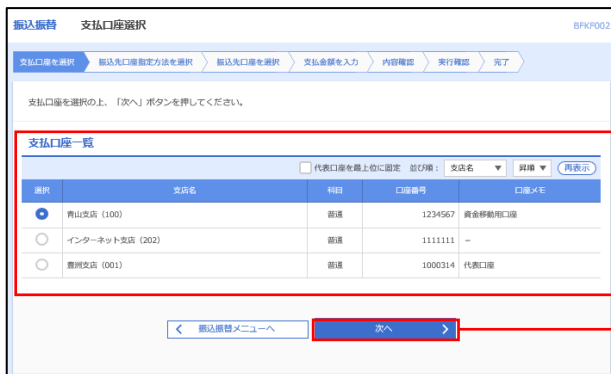 振込振替 支払口座選択 BFKF002
支払口座を選択 振込先口座指定方法を選択 振込先口座を選択 支払金額を入力 内容確認 実行確認 完了
支払口座を選択の上、「次へ」ボタンを押してください。
支払口座一覧
代表口座を最上位に固定 並び順： 支店名 ▼ 昇順 ▼ 再表示
選択 支店名 科目 口座番号 口座メモ
青山支店（100） 普通 1234567 資金移動用口座
インターネット支店（202） 普通 1111111 －
豊洲支店（001） 普通 1000314 代表口座
振込振替メニューへ 次へ